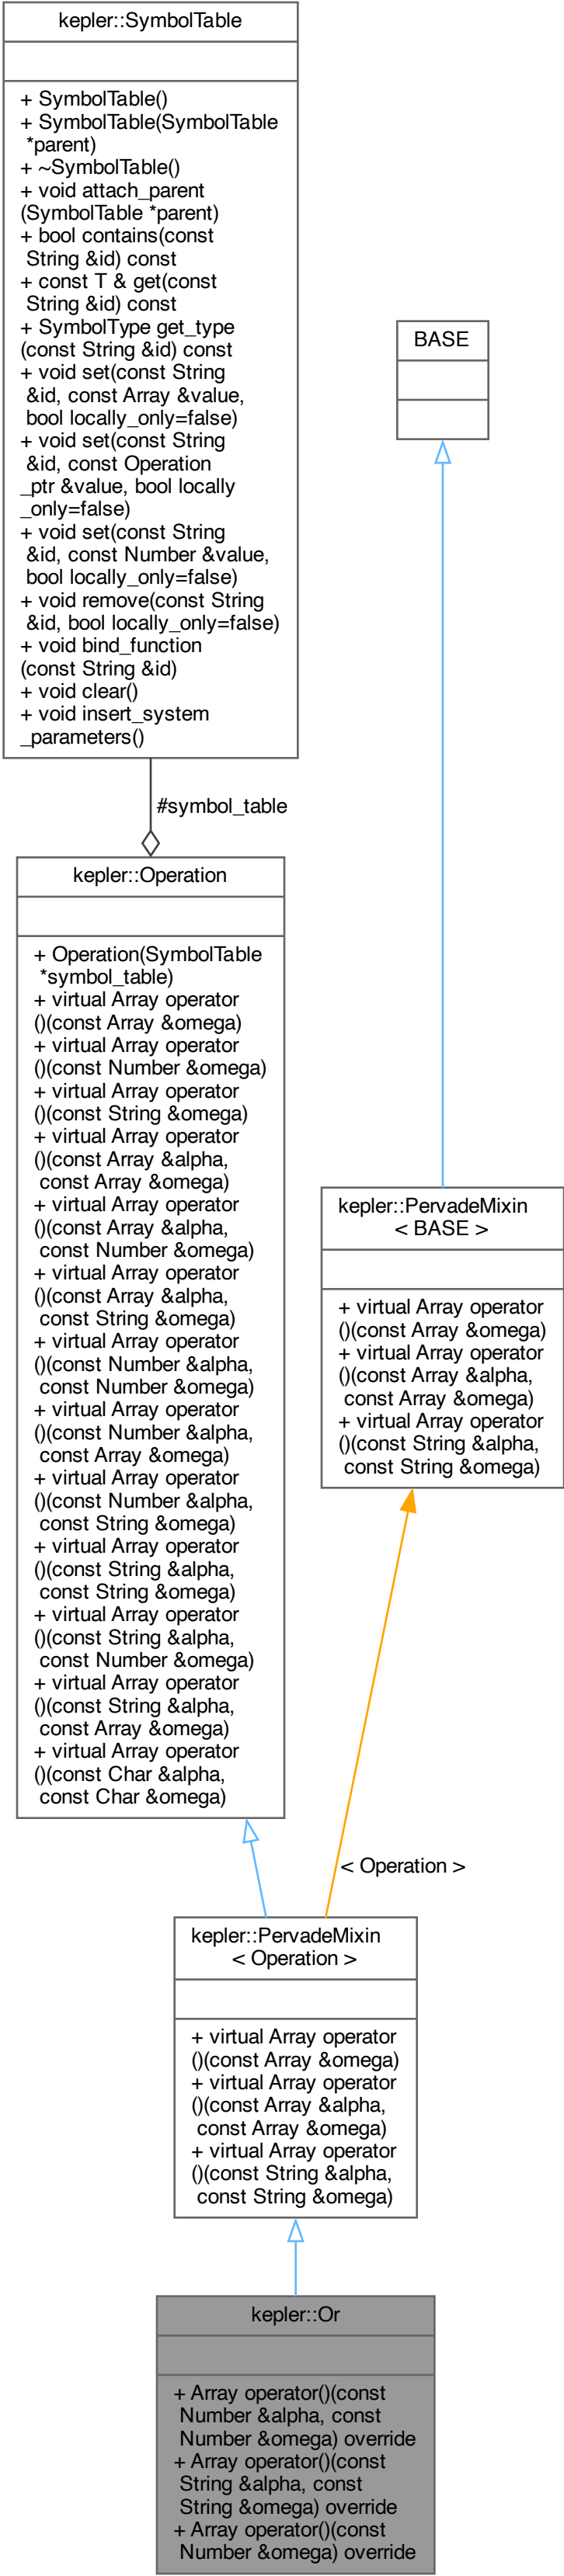 kepler::SymbolTable
+ SymbolTable()
+ SymbolTable(SymbolTable
*parent)
+ ~SymbolTable()
+ void attach_parent
(SymbolTable *parent)
+ bool contains(const
String &id) const
+ const T & get(const
String &id) const
+ SymbolType get_type
(const String &id) const
+ void set(const String
&id, const Array &value,
bool locally_only=false)
+ void set(const String
&id, const Operation
_ptr &value, bool locally
_only=false)
+ void set(const String
&id, const Number &value,
bool locally_only=false)
+ void remove(const String
&id, bool locally_only=false)
+ void bind_function
(const String &id)
+ void clear()
+ void insert_system
_parameters()
BASE
#symbol_table
kepler::Operation
+ Operation(SymbolTable
*symbol_table)
+ virtual Array operator
()(const Array &omega)
+ virtual Array operator
()(const Number &omega)
+ virtual Array operator
()(const String &omega)
+ virtual Array operator
()(const Array &alpha,
const Array &omega)
+ virtual Array operator
()(const Array &alpha,
const Number &omega)
+ virtual Array operator
()(const Array &alpha,
const String &omega)
+ virtual Array operator
()(const Number &alpha,
const Number &omega)
+ virtual Array operator
()(const Number &alpha,
const Array &omega)
+ virtual Array operator
()(const Number &alpha,
const String &omega)
+ virtual Array operator
()(const String &alpha,
const String &omega)
+ virtual Array operator
()(const String &alpha,
const Number &omega)
+ virtual Array operator
()(const String &alpha,
const Array &omega)
+ virtual Array operator
()(const Char &alpha,
const Char &omega)
kepler::PervadeMixin
< BASE >
+ virtual Array operator
()(const Array &omega)
+ virtual Array operator
()(const Array &alpha,
const Array &omega)
+ virtual Array operator
()(const String &alpha,
const String &omega)
< Operation >
kepler::PervadeMixin
< Operation >
+ virtual Array operator
()(const Array &omega)
+ virtual Array operator
()(const Array &alpha,
const Array &omega)
+ virtual Array operator
()(const String &alpha,
const String &omega)
kepler::Or
+ Array operator()(const
Number &alpha, const
Number &omega) override
+ Array operator()(const
String &alpha, const
String &omega) override
+ Array operator()(const
Number &omega) override